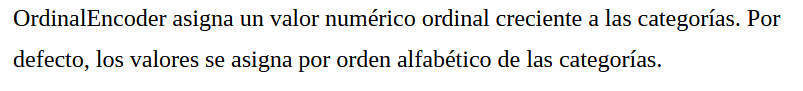 OrdinalEncoder asigna un valor numérico ordinal creciente a las categorías. Por
defecto, los valores se asigna por orden alfabético de las categorías.